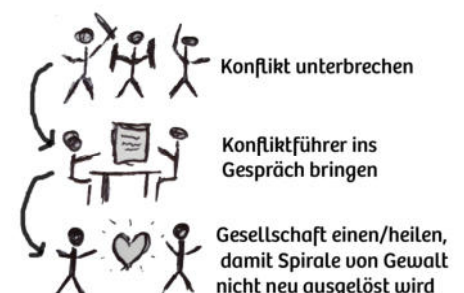 Konflikt unterbrechen
Konfliktführer ins
Gespräch bringen
Gesellschaft einen/heilen,
damit Spirale von Gewalt
nicht neu ausgelöst wird